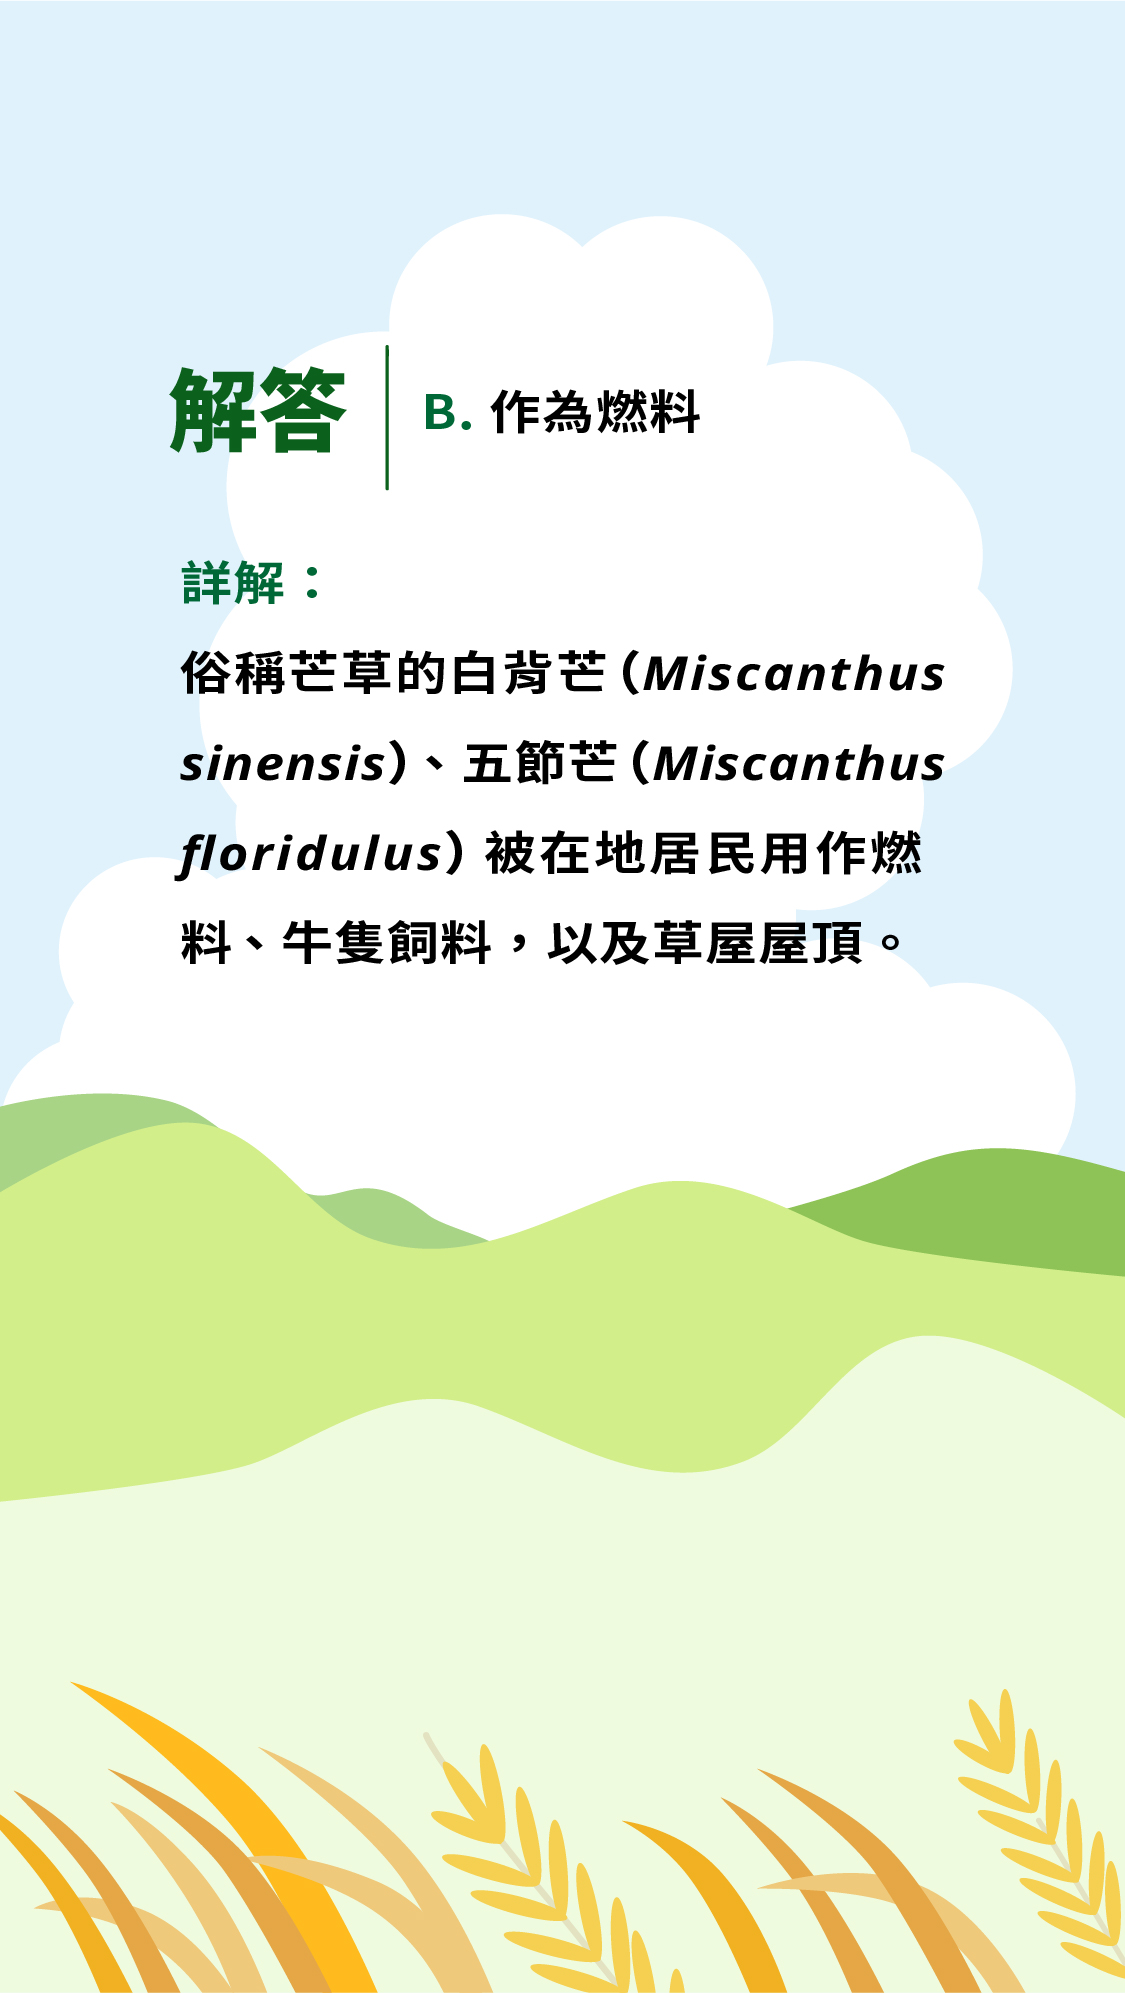 解答
B. 作為燃料
詳解：
俗稱芒草的白背芒（Miscanthus
sinensis）、五節芒（Miscanthus
floridulus）被在地居民用作燃
料、牛隻飼料，以及草屋屋頂。